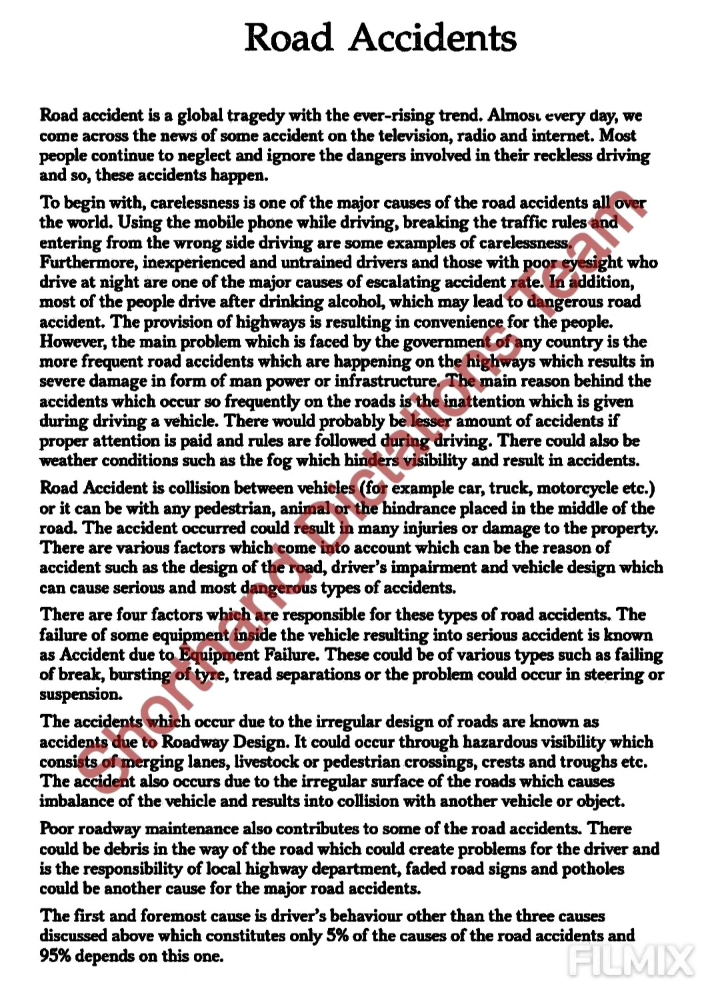 Road Accidents
Road accident is a global tragedy with the ever-rising trend. Almost every day, we
come across the news of some accident on the television, radio and internet. Most
people continue to neglect and ignore the dangers involved in their reckless driving
and so, these accidents happen.
To begin with, carelessness is one of the major causes of the road accidents all over
the world. Using the mobile phone while driving, breaking the traffic rules and
entering from the wrong side driving are some examples of carelessness.
Furthermore, inexperienced and untrained drivers and those with poor eyesight who
drive at night are one of the major causes of escalating accident rate. In addition,
most of the people drive after drinking alcohol, which may lead to dangerous road
accident. The provision of highways is resulting in convenience for the people.
However, the main problem which is faced by the government of any country is the
more frequent road accidents which are happening on the highways which results in
severe damage in form of man power or infrastructure. The main reason behind the
accidents which occur so frequently on the roads is the inattention which is given
during driving a vehicle. There would probably be lesser amount of accidents if
proper attention is paid and rules are followed during driving. There could also be
weather conditions such as the fog which hinders visibility and result in accidents.
Road Accident is collision between vehicles (for example car, truck, motorcycle etc.)
or it can be with any pedestrian, animal or the hindrance placed in the middle of the
road. The accident occurred could result in many injuries or damage to the property.
There are various factors which come into account which can be the reason of
accident such as the design of the road, driver's impairment and vehicle design which
can cause serious and most dangerous types of accidents.
There are four factors which are responsible for these types of road accidents. The
failure of some equipment inside the vehicle resulting into serious accident is known
as Accident due to Equipment Failure. These could be of various types such as failing
of break, bursting of tyre, tread separations or the problem could occur in steering or
suspension.
The accidents which occur due to the irregular design of roads are known as
accidents due to Roadway Design. It could occur through hazardous visibility which
consists of merging lanes, livestock or pedestrian crossings, crests and troughs etc.
The accident also occurs due to the irregular surface of the roads which causes
imbalance of the vehicle and results into collision with another vehicle or object.
Poor roadway maintenance also contributes to some of the road accidents. There
could be debris in the way of the road which could create problems for the driver and
is the responsibility of local highway department, faded road signs and potholes
could be another cause for the major road accidents.
The first and foremost cause is driver's behaviour other than the three causes
discussed above which constitutes only 5% of the causes of the road accidents and
95% depends on this one.
Shorthand Dictations Team
FILMIX